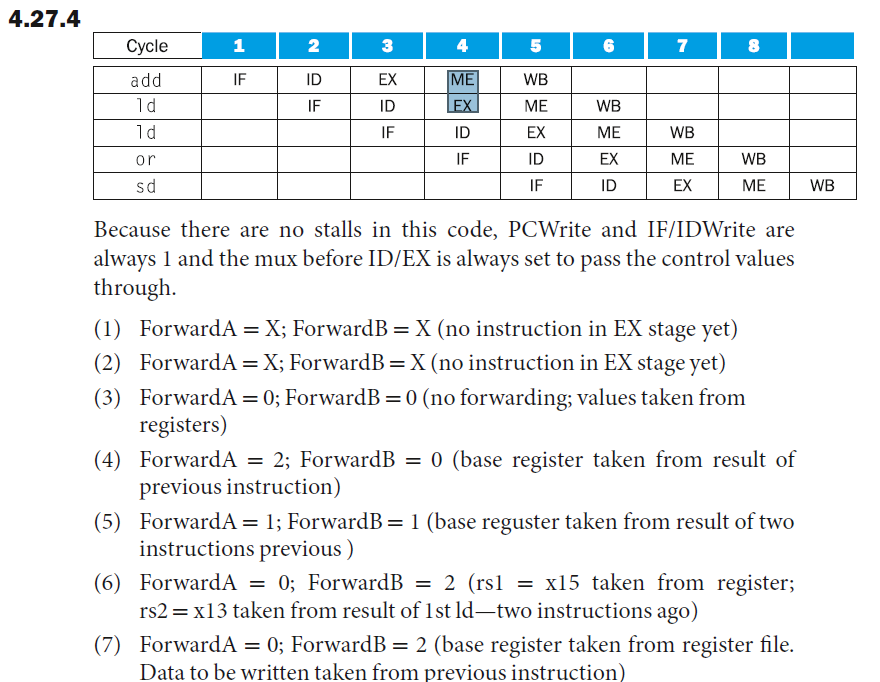 4.27.4
Cycle 1 2 3 4 5 6 7 8
add IF ID EX ME WB
ld IF ID EX ME WB
ld IF ID EX ME WB
or IF ID EX ME WB
sd IF ID EX ME WB
Because there are no stalls in this code, PCWrite and IF/IDWrite are
always 1 and the mux before ID/EX is always set to pass the control values
through.
(1) ForwardA = X; ForwardB = X (no instruction in EX stage yet)
(2) ForwardA = X; ForwardB = X (no instruction in EX stage yet)
(3) ForwardA = 0; ForwardB = 0 (no forwarding; values taken from
registers)
(4) ForwardA = 2; ForwardB = 0 (base register taken from result of
previous instruction)
(5) ForwardA = 1; ForwardB = 1 (base reguster taken from result of two
instructions previous )
(6) ForwardA = 0; ForwardB = 2 (rs1 = x15 taken from register;
rs2 = x13 taken from result of 1st ld—two instructions ago)
(7) ForwardA = 0; ForwardB = 2 (base register taken from register file.
Data to be written taken from previous instruction)